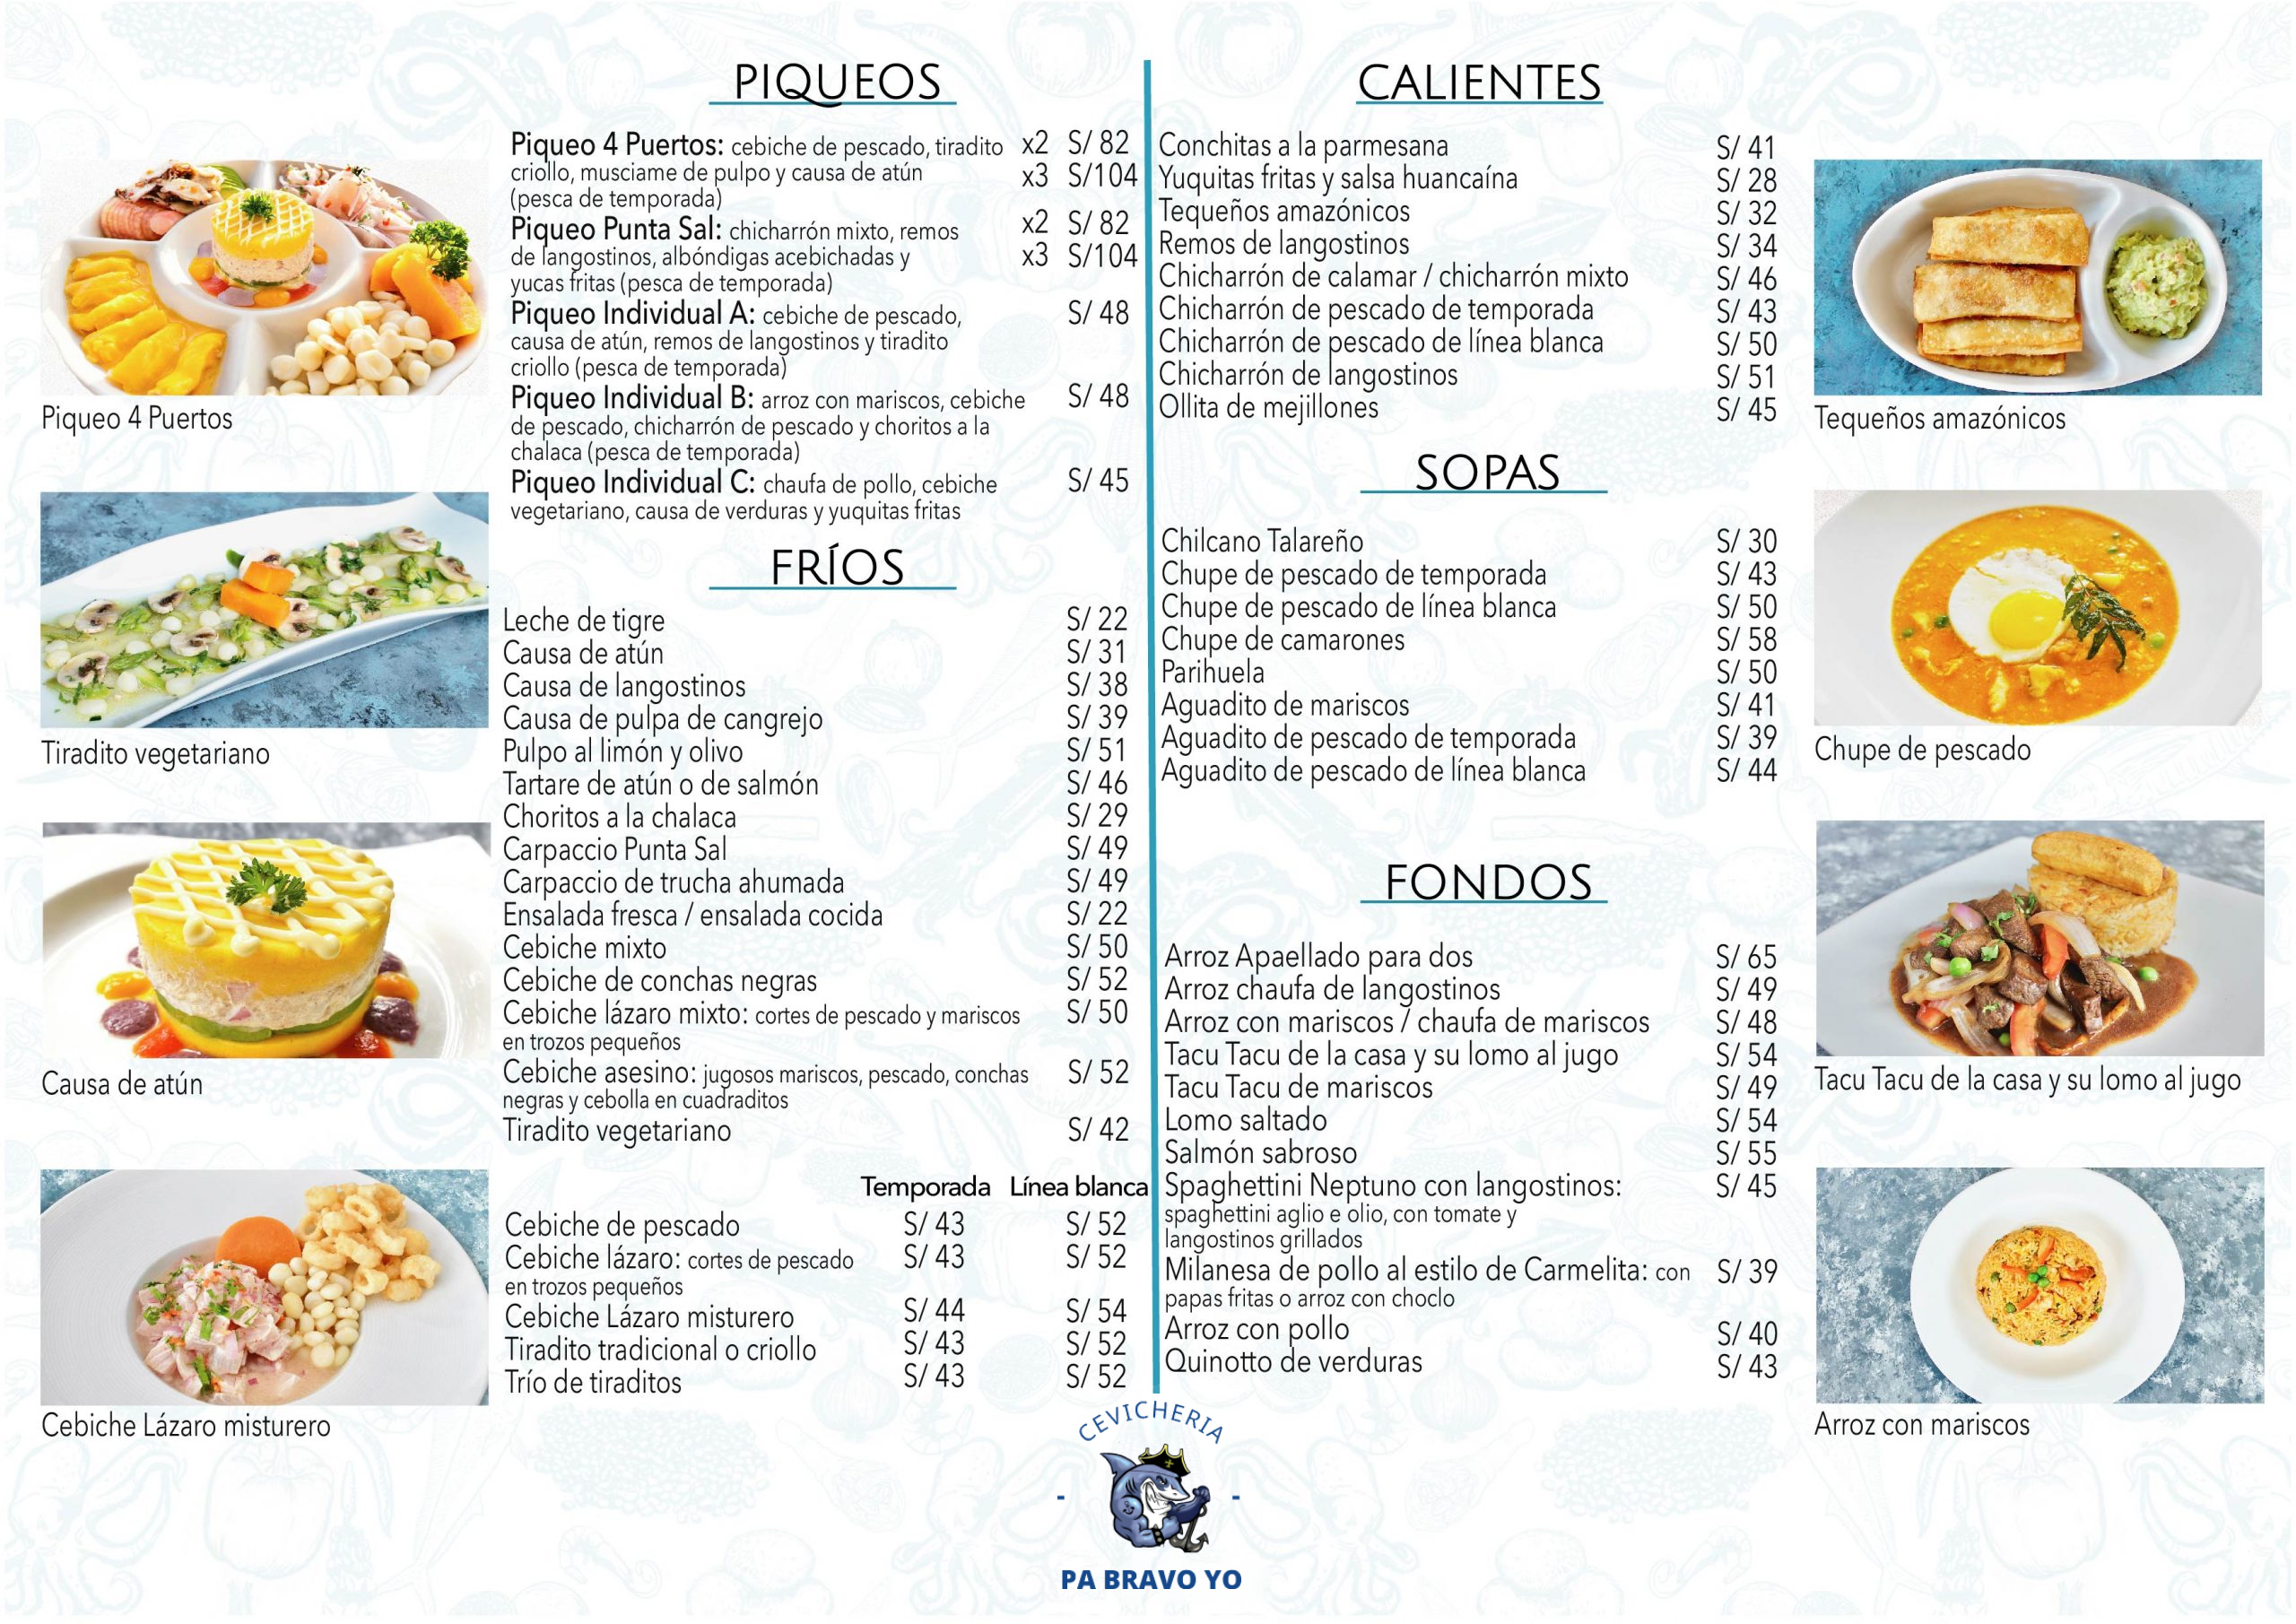 PIQUEOS
Piqueo 4 Puertos: cebiche de pescado, tiradito x2 S/ 82
criollo, musciame de pulpo y causa de atún x3 S/104
(pesca de temporada)
Piqueo Punta Sal: chicharrón mixto, remos x2 S/ 82
de langostinos, albóndigas acebichadas y x3 S/104
yucas fritas (pesca de temporada)
Piqueo Individual A: cebiche de pescado, S/ 48
causa de atún, remos de langostinos y tiradito
criollo (pesca de temporada)
Piqueo Individual B: arroz con mariscos, cebiche S/ 48
de pescado, chicharrón de pescado y choritos a la
chalaca (pesca de temporada)
Piqueo Individual C: chaufa de pollo, cebiche S/ 45
vegetariano, causa de verduras y yuquitas fritas
FRÍOS
Leche de tigre S/ 22
Causa de atún S/ 31
Causa de langostinos S/ 38
Causa de pulpa de cangrejo S/ 39
Pulpo al limón y olivo S/ 51
Tartare de atún o de salmón S/ 46
Choritos a la chalaca S/ 29
Carpaccio Punta Sal S/ 49
Carpaccio de trucha ahumada S/ 49
Ensalada fresca / ensalada cocida S/ 22
Cebiche mixto S/ 50
Cebiche de conchas negras S/ 52
Cebiche lázaro mixto: cortes de pescado y mariscos S/ 50
en trozos pequeños
Cebiche asesino: jugosos mariscos, pescado, conchas S/ 52
negras y cebolla en cuadraditos
Tiradito vegetariano S/ 42
Temporada Línea blanca
Cebiche de pescado S/ 43 S/ 52
Cebiche lázaro: cortes de pescado S/ 43 S/ 52
en trozos pequeños
Cebiche Lázaro misturero S/ 44 S/ 54
Tiradito tradicional o criollo S/ 43 S/ 52
Trío de tiraditos S/ 43 S/ 52
Piqueo 4 Puertos
Tiradito vegetariano
Causa de atún
Cebiche Lázaro misturero
CALIENTES
Conchitas a la parmesana S/ 41
Yuquitas fritas y salsa huancaína S/ 28
Tequeños amazónicos S/ 32
Remos de langostinos S/ 34
Chicharrón de calamar / chicharrón mixto S/ 46
Chicharrón de pescado de temporada S/ 43
Chicharrón de pescado de línea blanca S/ 50
Chicharrón de langostinos S/ 51
Ollita de mejillones S/ 45
SOPAS
Chilcano Talareño S/ 30
Chupe de pescado de temporada S/ 43
Chupe de pescado de línea blanca S/ 50
Chupe de camarones S/ 58
Parihuela S/ 50
Aguadito de mariscos S/ 41
Aguadito de pescado de temporada S/ 39
Aguadito de pescado de línea blanca S/ 44
FONDOS
Arroz Apaellado para dos S/ 65
Arroz chaufa de langostinos S/ 49
Arroz con mariscos / chaufa de mariscos S/ 48
Tacu Tacu de la casa y su lomo al jugo S/ 54
Tacu Tacu de mariscos S/ 49
Lomo saltado S/ 54
Salmón sabroso S/ 55
Spaghettini Neptuno con langostinos: S/ 45
spaghettini aglio e olio, con tomate y
langostinos grillados
Milanesa de pollo al estilo de Carmelita: con S/ 39
papas fritas o arroz con choclo
Arroz con pollo S/ 40
Quinotto de verduras S/ 43
Tequeños amazónicos
Chupe de pescado
Tacu Tacu de la casa y su lomo al jugo
Arroz con mariscos
CEVICHERIA
- -
PA BRAVO YO